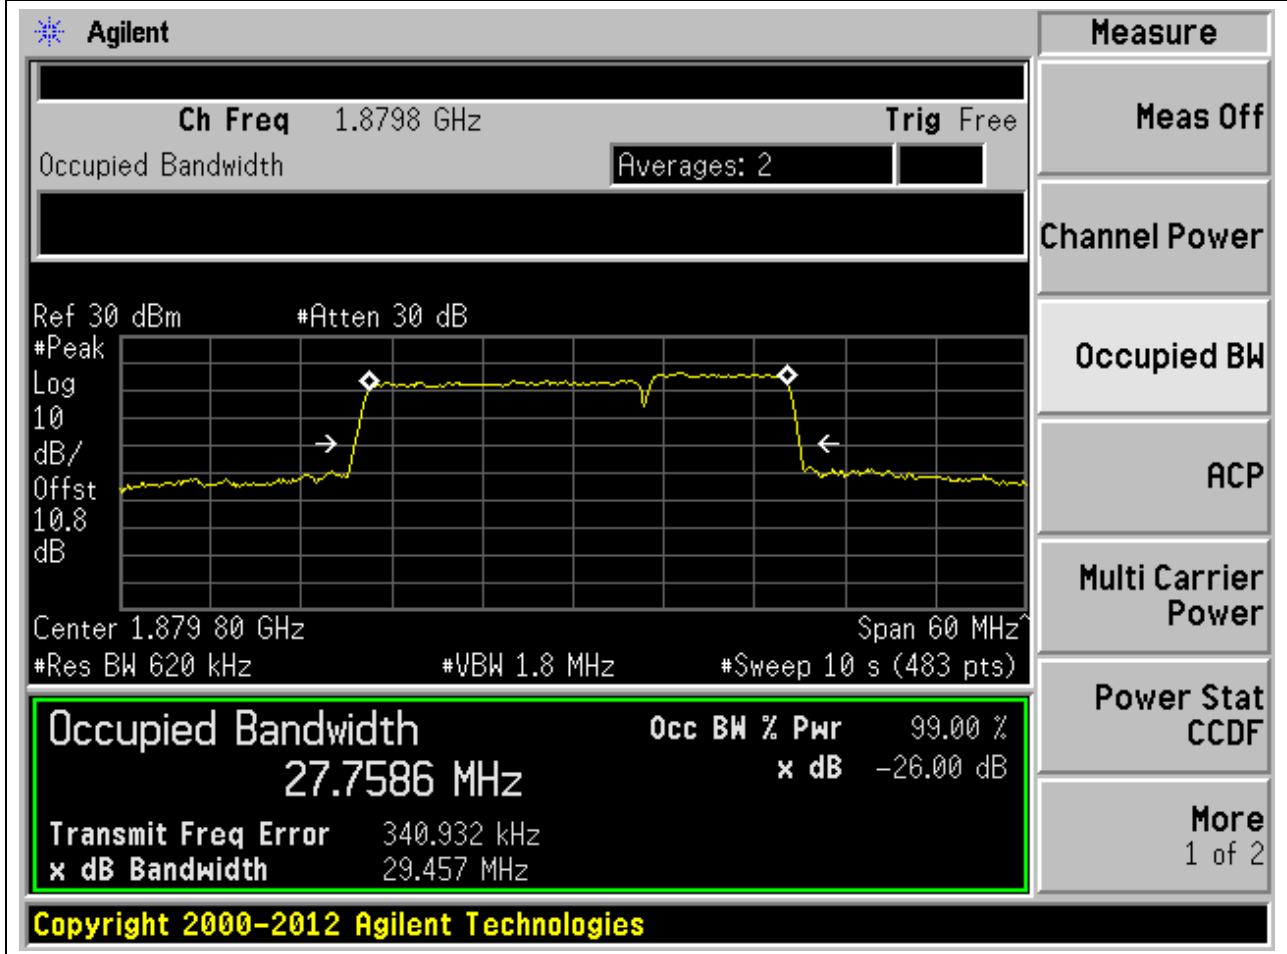 Agilent
Measure
Ch Freq 1.8798 GHz Trig Free
Occupied Bandwidth Averages: 2
Meas Off
Channel Power
Ref 30 dBm #Atten 30 dB
#Peak
Log
10
dB/
Offst
10.8
dB
Occupied BW
ACP
Center 1.879 80 GHz Span 60 MHz^
#Res BW 620 kHz #VBW 1.8 MHz #Sweep 10 s (483 pts)
Multi Carrier
Power
Occupied Bandwidth Occ BW % Pwr 99.00 %
27.7586 MHz x dB -26.00 dB
Transmit Freq Error 340.932 kHz
x dB Bandwidth 29.457 MHz
Power Stat
CCDF
More
1 of 2
Copyright 2000-2012 Agilent Technologies